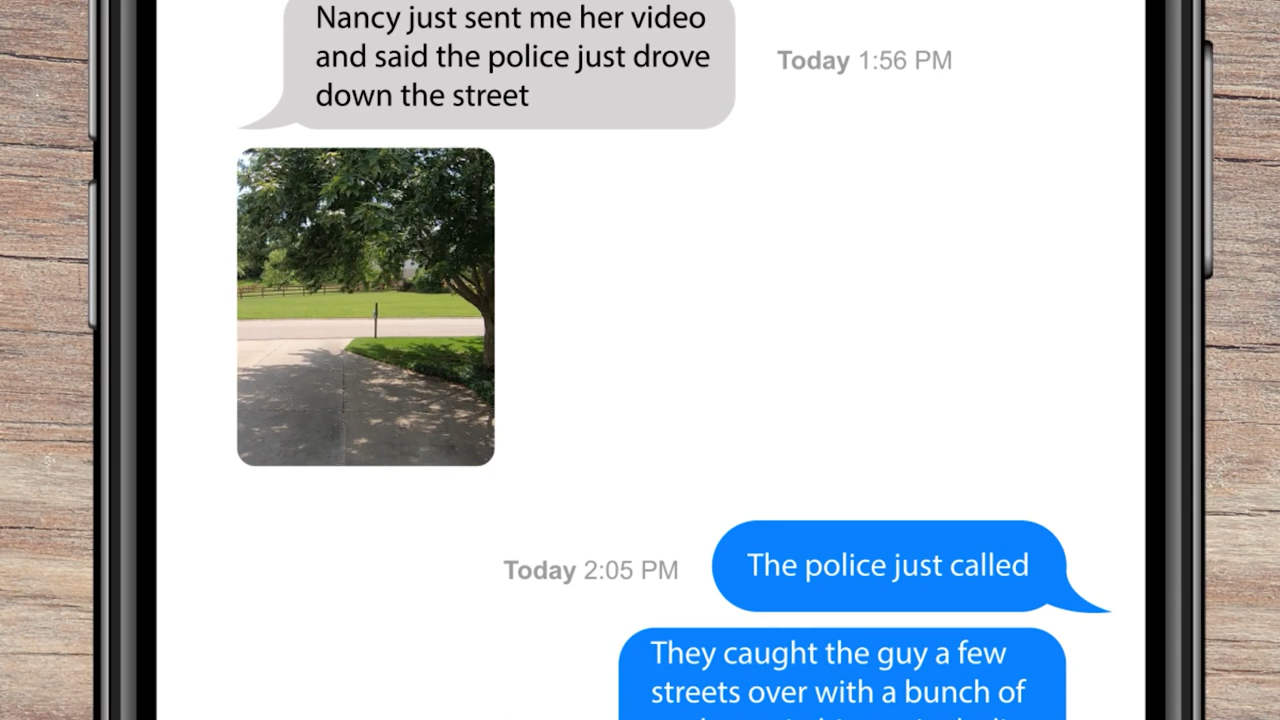 Nancy just sent me her video
and said the police just drove
down the street
Today 1:56 PM
Today 2:05 PM
The police just called
They caught the guy a few
streets over with a bunch of